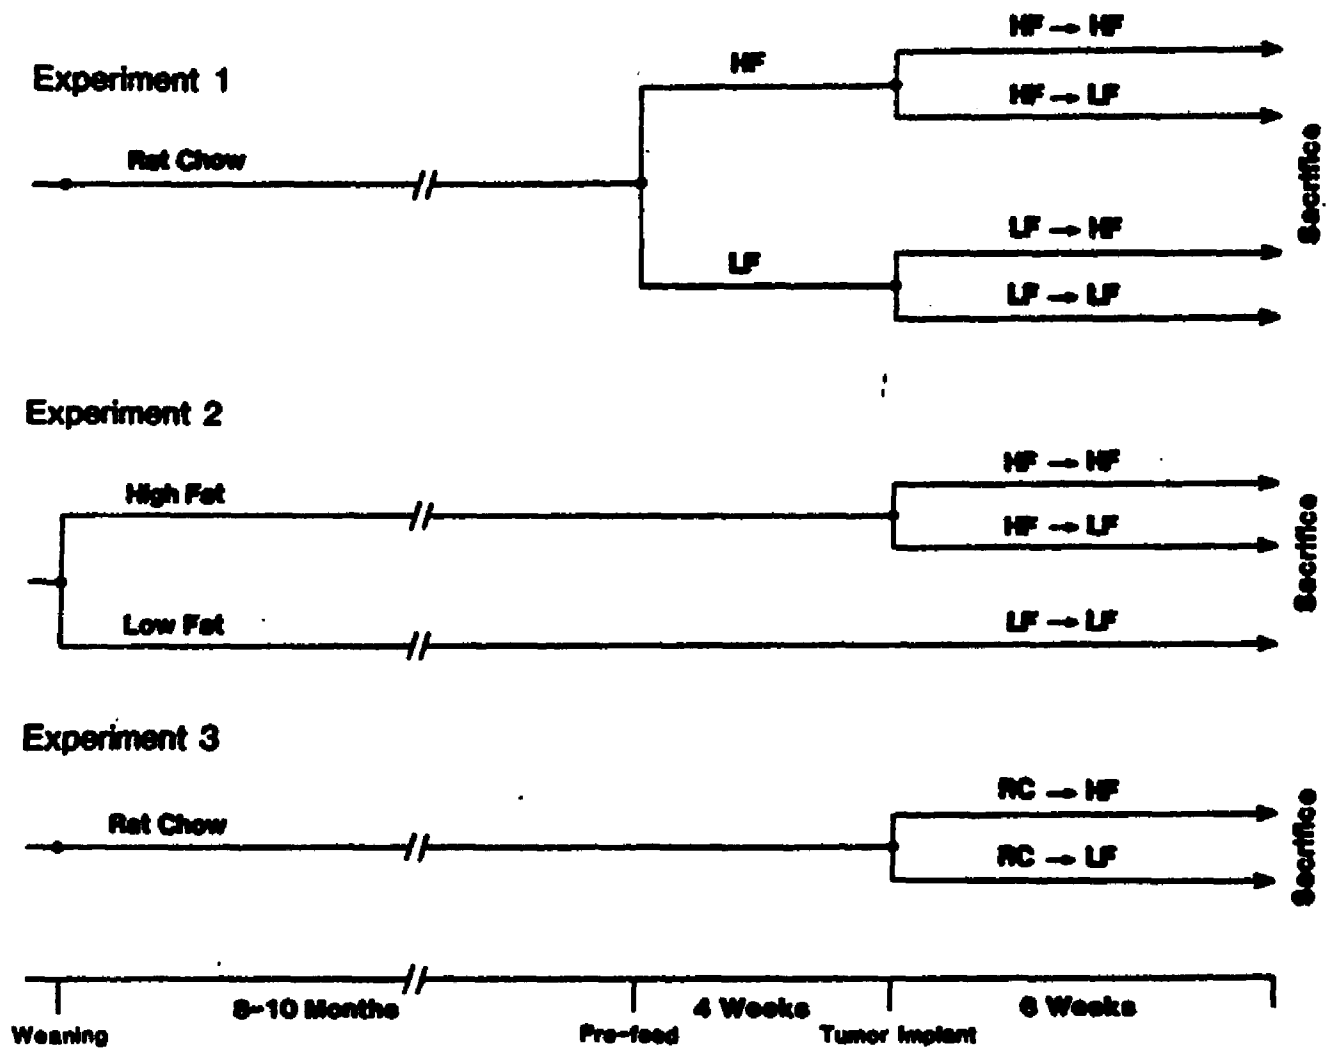 Experiment 1
Rat Chow
HF
LF
HF → HF
HF → LF
LF → HF
LF → LF
Sacrifice
Experiment 2
High Fat
Low Fat
HF → HF
HF → LF
LF → LF
Sacrifice
Experiment 3
Rat Chow
RC → HF
RC → LF
Sacrifice
8-10 Months
4 Weeks
6 Weeks
Weaning
Pre-feed
Tumor Implant